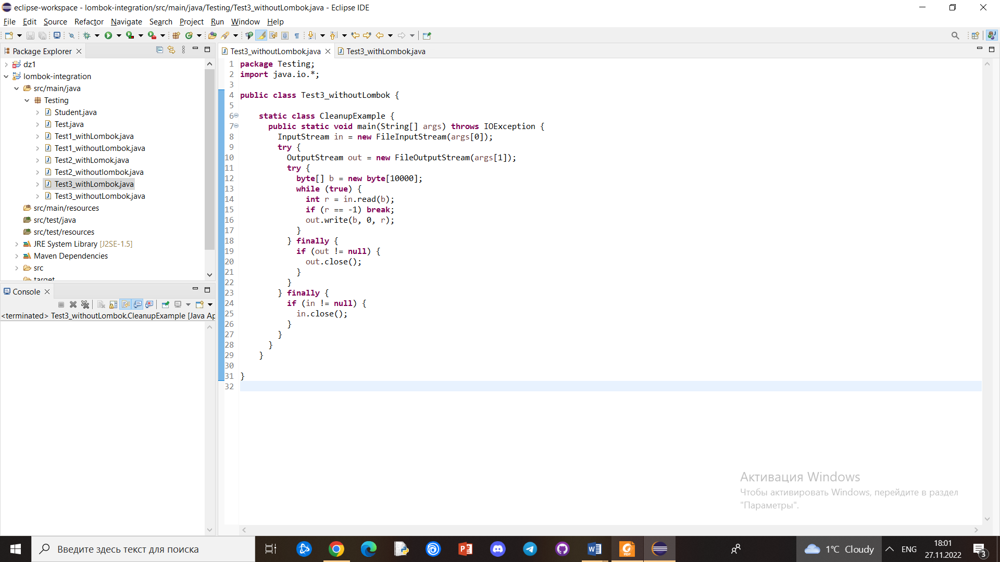 eclipse-workspace - lombok-integration/src/main/java/Testing/Test3_withoutLombok.java - Eclipse IDE
File Edit Source Refactor Navigate Search Project Run Window Help
Package Explorer
dz1
lombok-integration
src/main/java
Testing
Student.java
Test.java
Test1_withLombok.java
Test1_withoutLombok.java
Test2_withLomok.java
Test2_withoutlombok.java
Test3_withLombok.java
Test3_withoutLombok.java
src/main/resources
src/test/java
src/test/resources
JRE System Library [J2SE-1.5]
Maven Dependencies
src
target
Console
<terminated> Test3_withoutLombok.CleanupExample [Java Ap
Test3_withoutLombok.java Test3_withLombok.java
1 package Testing;
2 import java.io.*;
3
4 public class Test3_withoutLombok {
5
6 static class CleanupExample {
7 public static void main(String[] args) throws IOException {
8 InputStream in = new FileInputStream(args[0]);
9 try {
10 OutputStream out = new FileOutputStream(args[1]);
11 try {
12 byte[] b = new byte[10000];
13 while (true) {
14 int r = in.read(b);
15 if (r == -1) break;
16 out.write(b, 0, r);
17 }
18 } finally {
19 if (out != null) {
20 out.close();
21 }
22 }
23 } finally {
24 if (in != null) {
25 in.close();
26 }
27 }
28 }
29 }
30
31 }
32
Активация Windows
Чтобы активировать Windows, перейдите в раздел
"Параметры".
Введите здесь текст для поиска
1°C Cloudy
ENG
18:01
27.11.2022
3